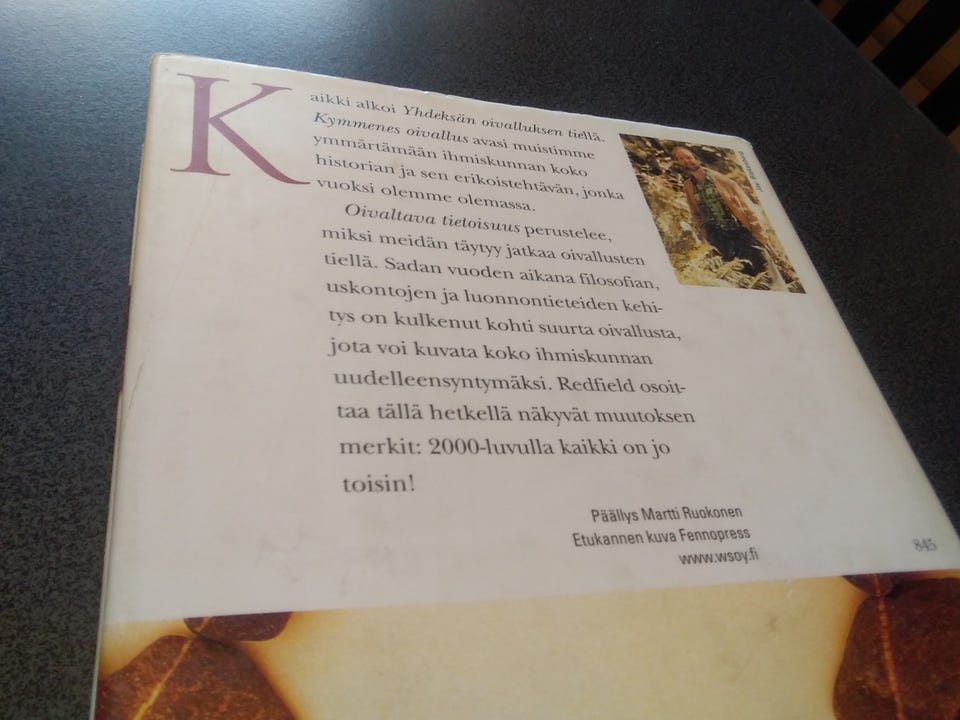 Kaikki alkoi Yhdeksän oivalluksen tiellä.
Kymmenes oivallus avasi muistimme
ymmärtämään ihmiskunnan koko
historian ja sen erikoistehtävän, jonka
vuoksi olemme olemassa.
Oivaltava tietoisuus perustelee,
miksi meidän täytyy jatkaa oivallusten
tiellä. Sadan vuoden aikana filosofian,
uskontojen ja luonnontieteiden kehi-
tys on kulkenut kohti suurta oivallusta,
jota voi kuvata koko ihmiskunnan
uudelleensyntymäksi. Redfield osoit-
taa tällä hetkellä näkyvät muutoksen
merkit: 2000-luvulla kaikki on jo
toisin!
Päällys Martti Ruokonen
Etukannen kuva Fennopress
www.wsoy.fi
845